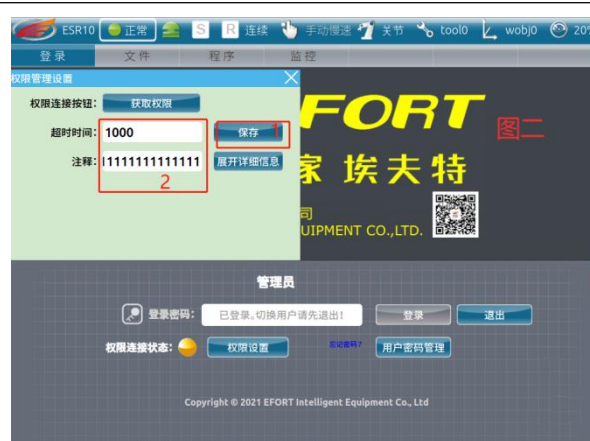 ESR10 正常 S R 连续 手动慢速 关节 tool0 wobj0 20%
登录 文件 程序 监控
权限管理设置
权限连接按钮： 获取权限
超时时间： 1000 保存 1
注释： 11111111111111 展开详细信息
2
EFORT 图二
家 埃夫特
司
UIPMENT CO.,LTD.
管理员
登录密码： 已登录。切换用户请先退出！ 登录 退出
权限连接状态： 权限设置 忘记密码？ 用户密码管理
Copyright © 2021 EFORT Intelligent Equipment Co., Ltd